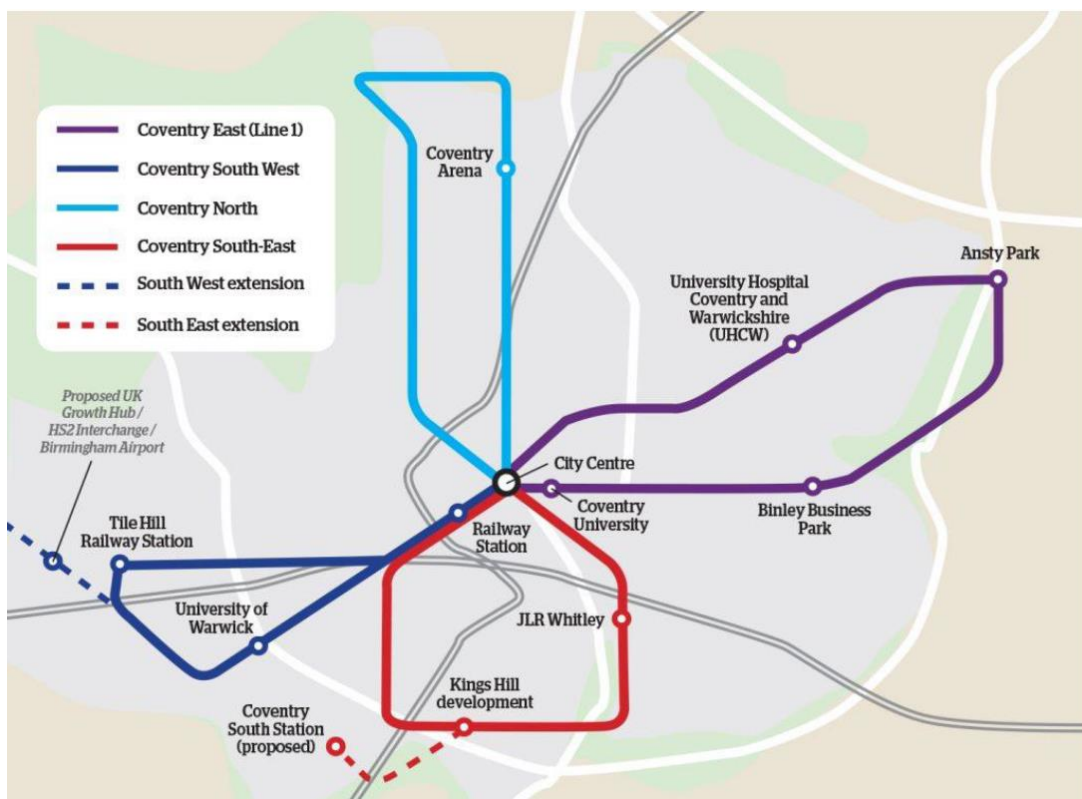 Coventry East (Line 1)
Coventry South West
Coventry North
Coventry South-East
South West extension
South East extension
Coventry
Arena
Ansty Park
University Hospital
Coventry and
Warwickshire
(UHCW)
Proposed UK
Growth Hub /
HS2 Interchange /
Birmingham Airport
City Centre
Coventry
University
Binley Business
Park
Railway
Station
Tile Hill
Railway Station
University of
Warwick
JLR Whitley
Kings Hill
development
Coventry
South Station
(proposed)